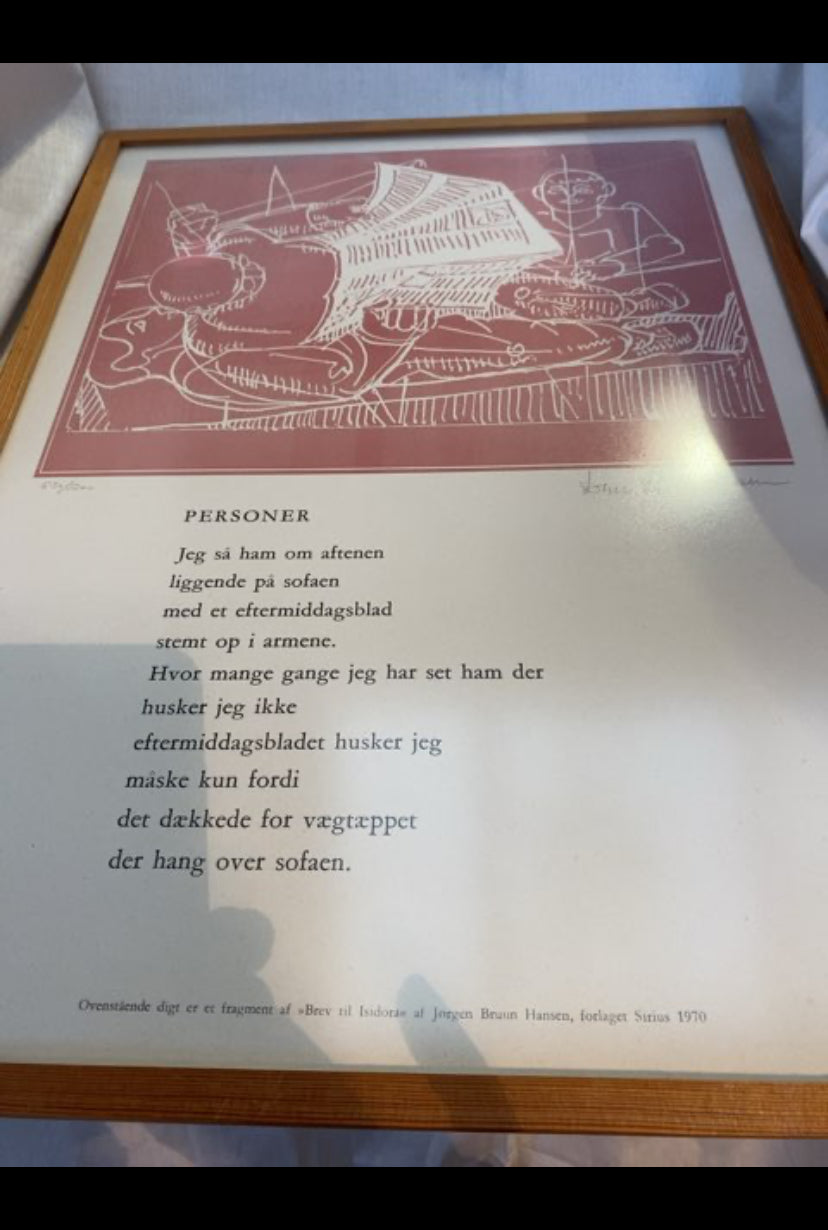 PERSONER
Jeg så ham om aftenen
liggende på sofaen
med et eftermiddagsblad
stemt op i armene.
Hvor mange gange jeg har set ham der
husker jeg ikke
eftermiddagsbladet husker jeg
måske kun fordi
det dækkede for vægtæppet
der hang over sofaen.
Ovenstående digt er et fragment af »Brev til Isidora« af Jørgen Bruun Hansen, forlaget Sirius 1970